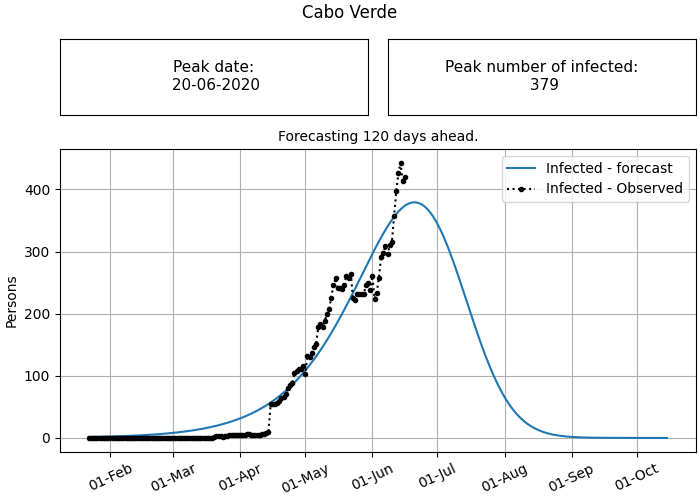 Cabo Verde
Peak date:
20-06-2020
Peak number of infected:
379
Forecasting 120 days ahead.
Infected - forecast
Infected - Observed
Persons
400
300
200
100
0
01-Feb
01-Mar
01-Apr
01-May
01-Jun
01-Jul
01-Aug
01-Sep
01-Oct